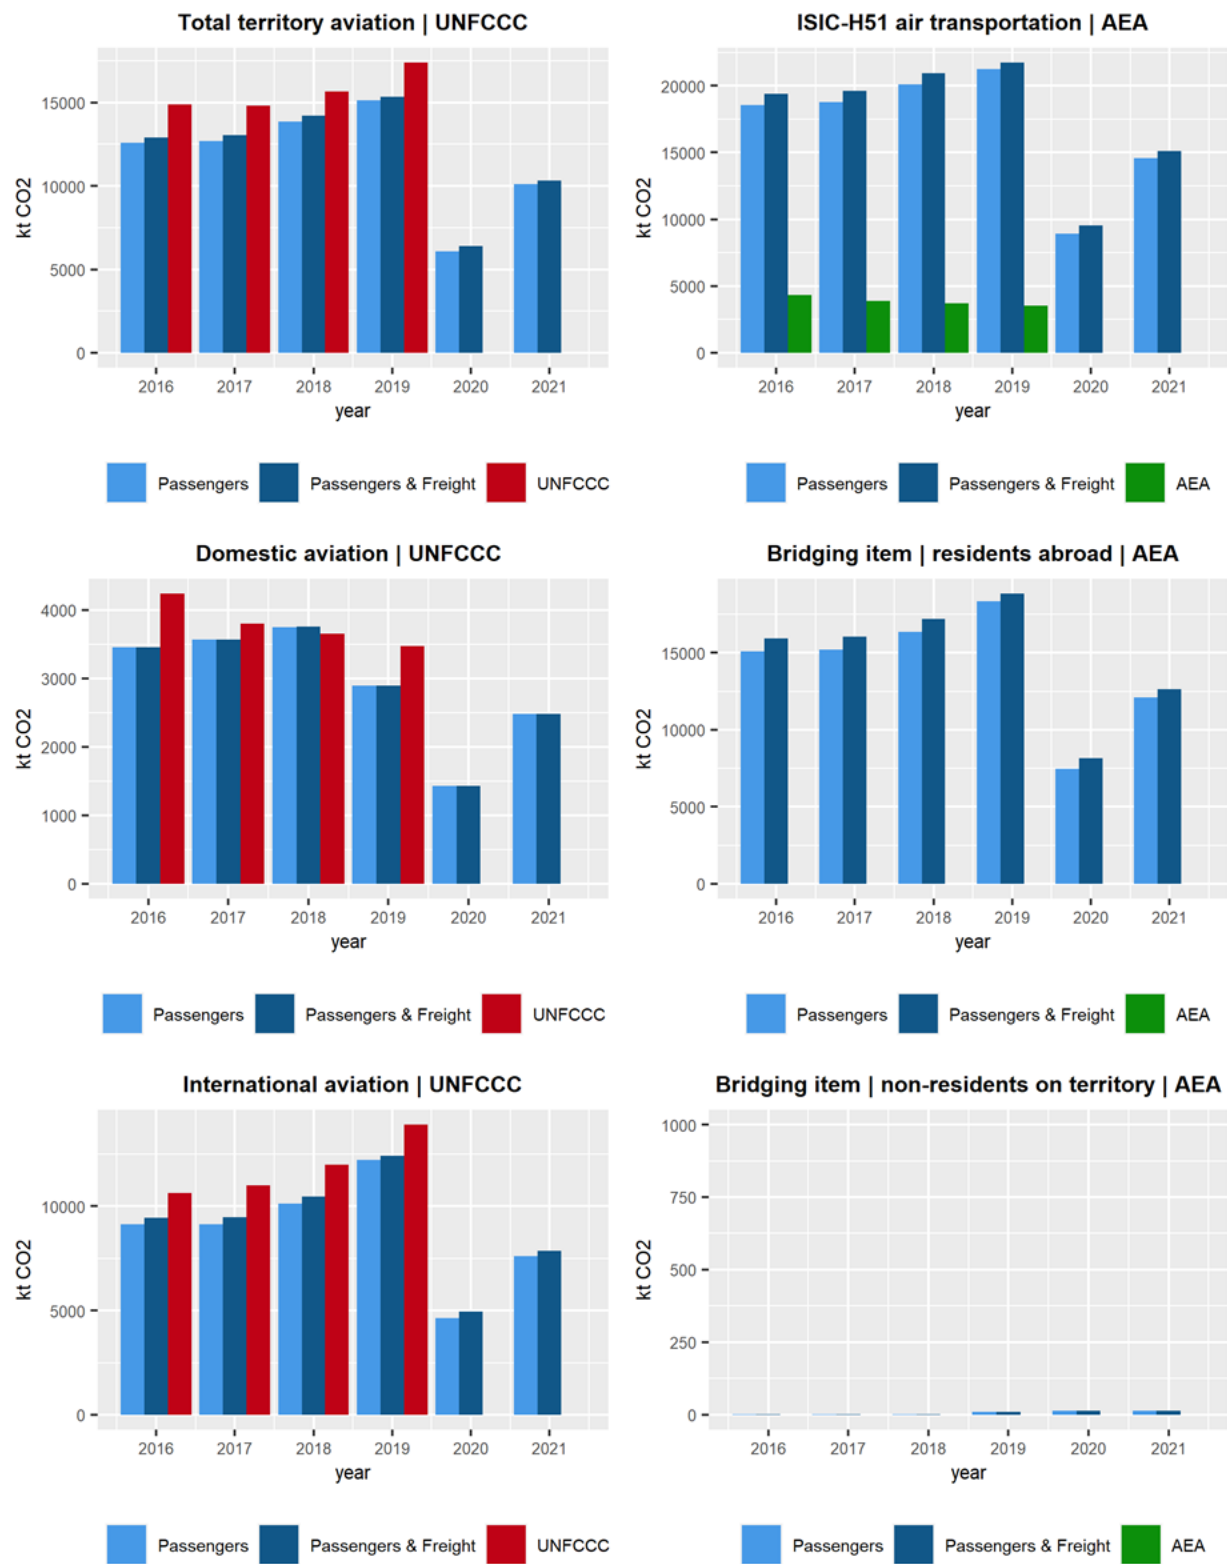 Total territory aviation | UNFCCC
kt CO2
15000
10000
5000
0
2016 2017 2018 2019 2020 2021
year
Passengers Passengers & Freight UNFCCC
ISIC-H51 air transportation | AEA
kt CO2
20000
15000
10000
5000
0
2016 2017 2018 2019 2020 2021
year
Passengers Passengers & Freight AEA
Domestic aviation | UNFCCC
kt CO2
4000
3000
2000
1000
0
2016 2017 2018 2019 2020 2021
year
Passengers Passengers & Freight UNFCCC
Bridging item | residents abroad | AEA
kt CO2
15000
10000
5000
0
2016 2017 2018 2019 2020 2021
year
Passengers Passengers & Freight AEA
International aviation | UNFCCC
kt CO2
10000
5000
0
2016 2017 2018 2019 2020 2021
year
Passengers Passengers & Freight UNFCCC
Bridging item | non-residents on territory | AEA
kt CO2
1000
750
500
250
0
2016 2017 2018 2019 2020 2021
year
Passengers Passengers & Freight AEA